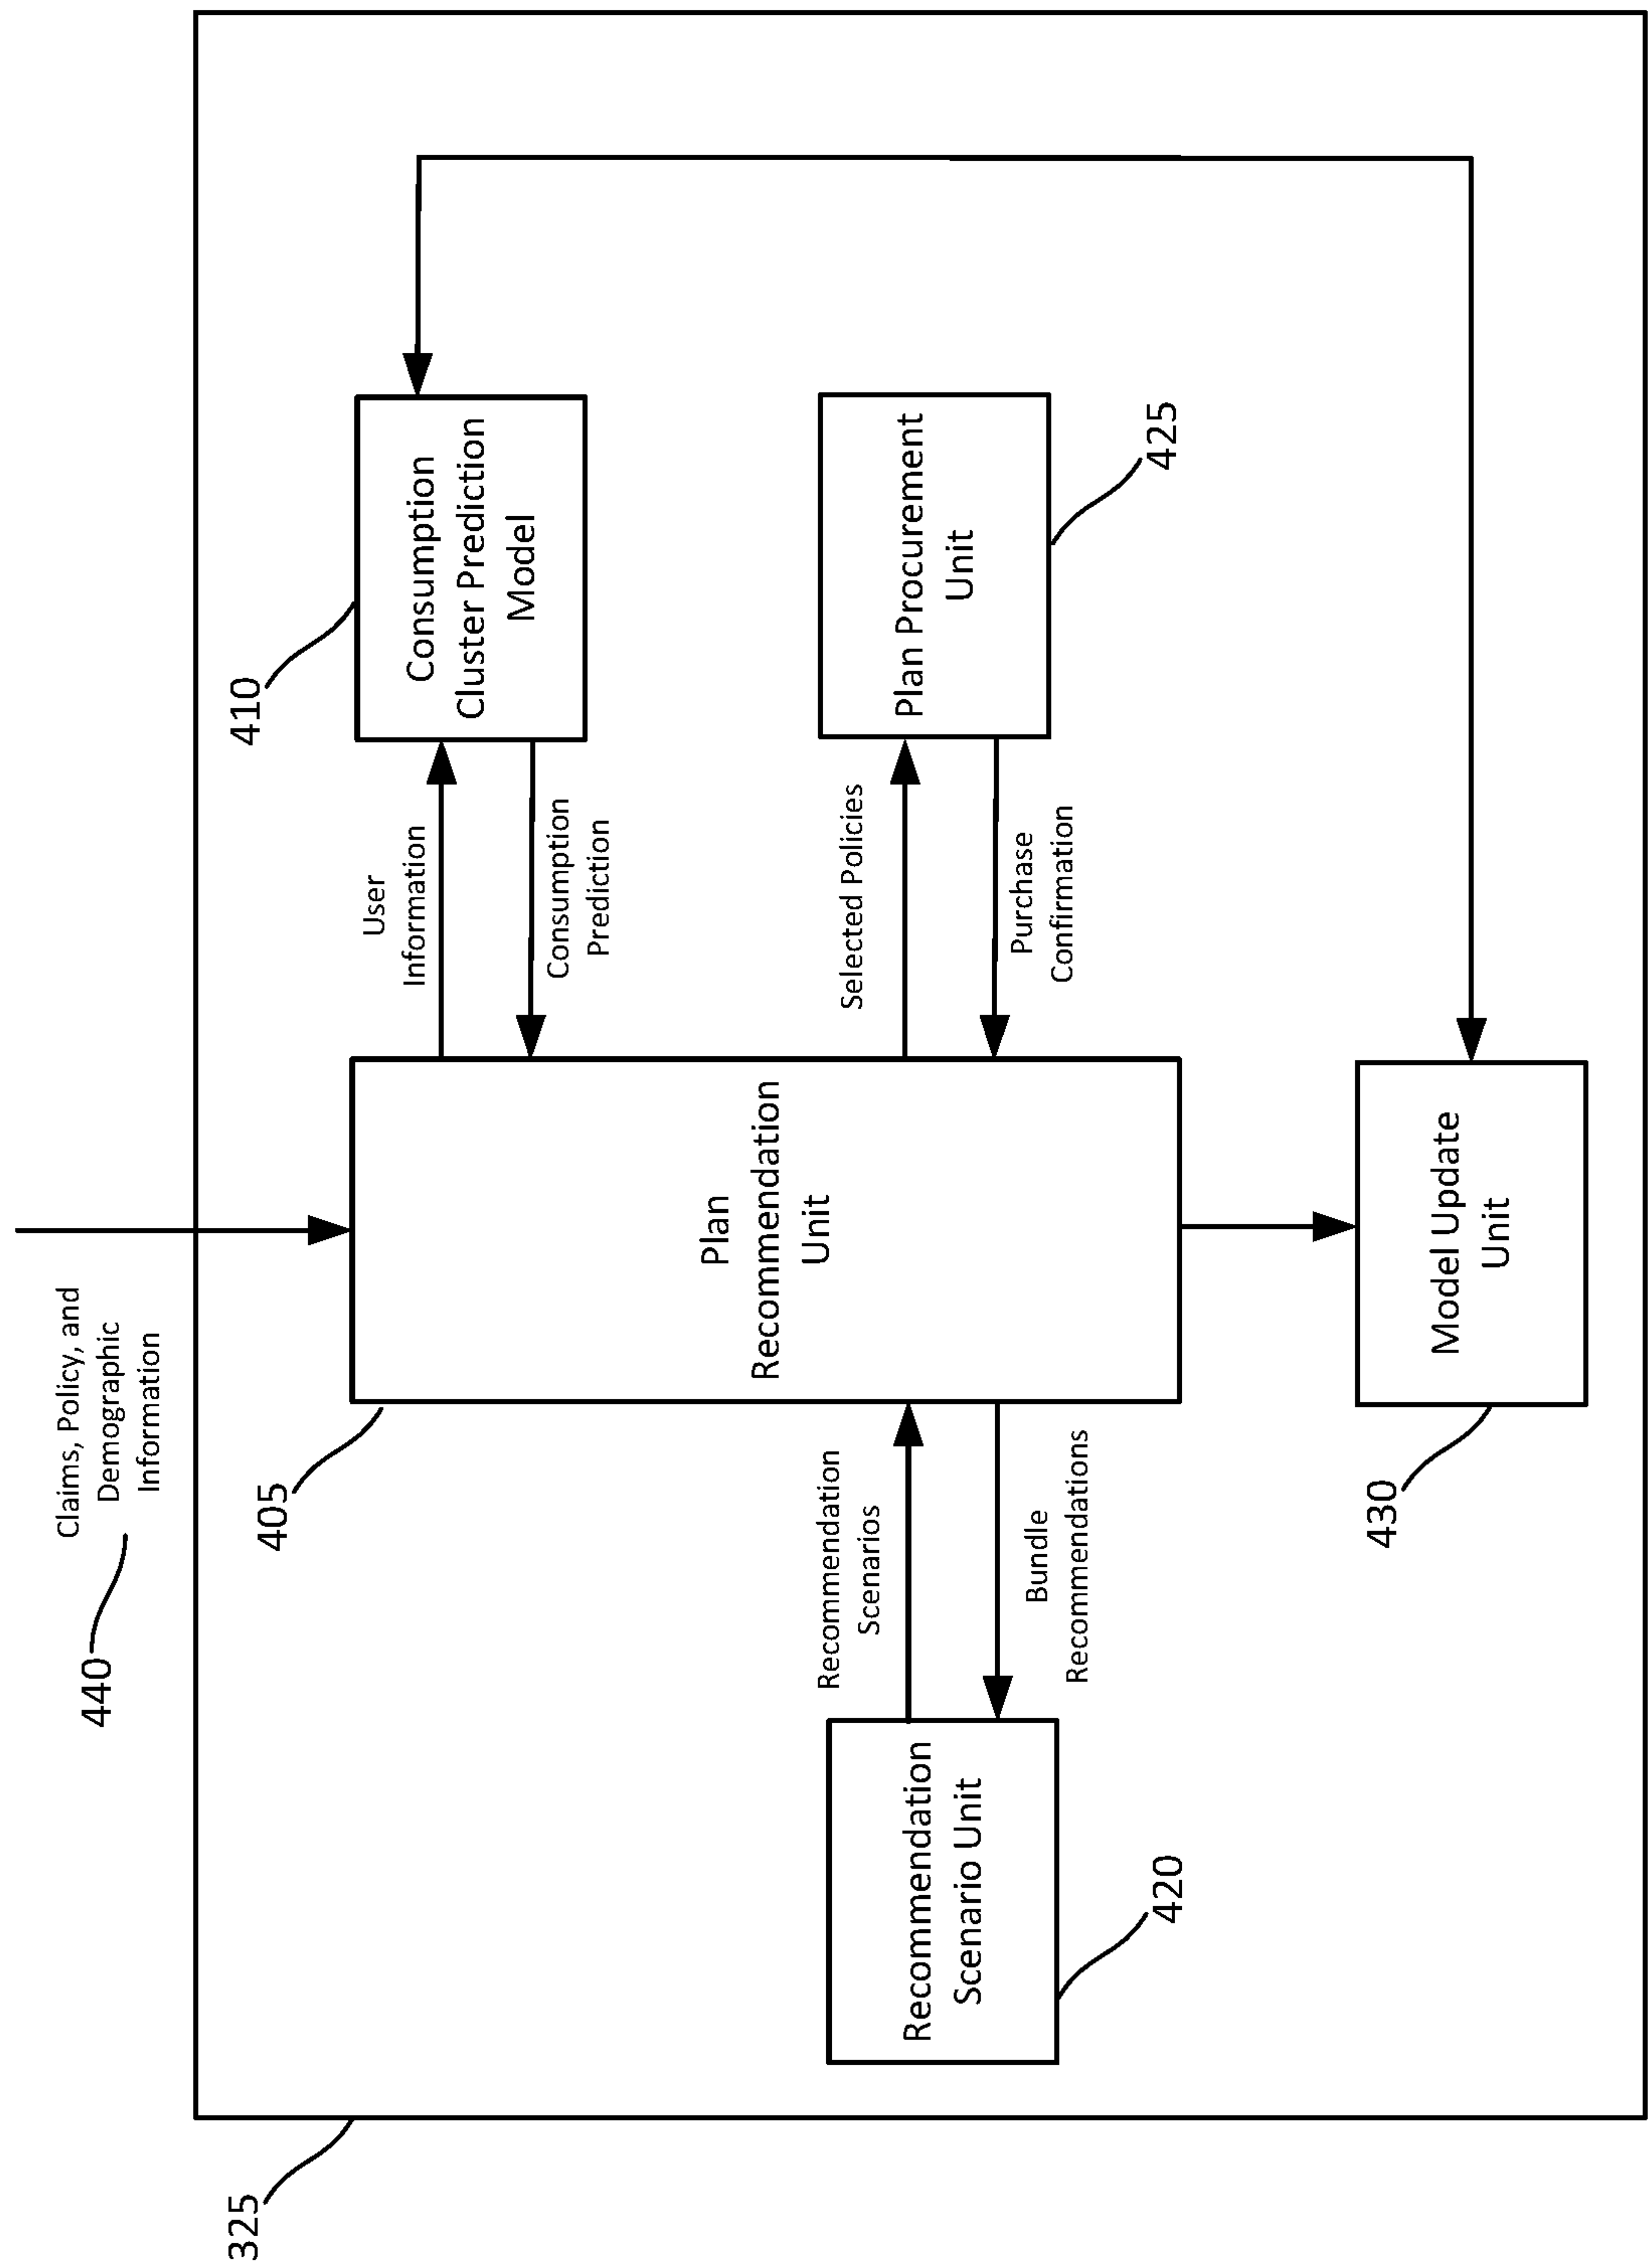 325
440
Claims, Policy, and
Demographic
Information
405
Plan
Recommendation
Unit
410
Consumption
Cluster Prediction
Model
User
Information
Consumption
Prediction
Recommendation
Scenario Unit
420
Recommendation
Scenarios
Bundle
Recommendations
Selected Policies
Purchase
Confirmation
Plan Procurement
Unit
425
Model Update
Unit
430